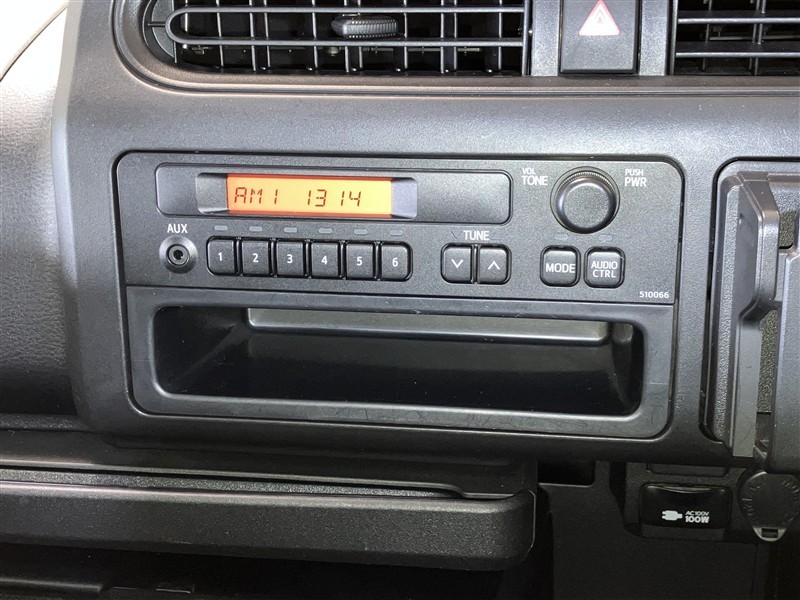 AM1 1314
VOL
TONE
PUSH
PWR
AUX
TUNE
1 2 3 4 5 6
MODE
AUDIO
CTRL
510066
AC100V
100W